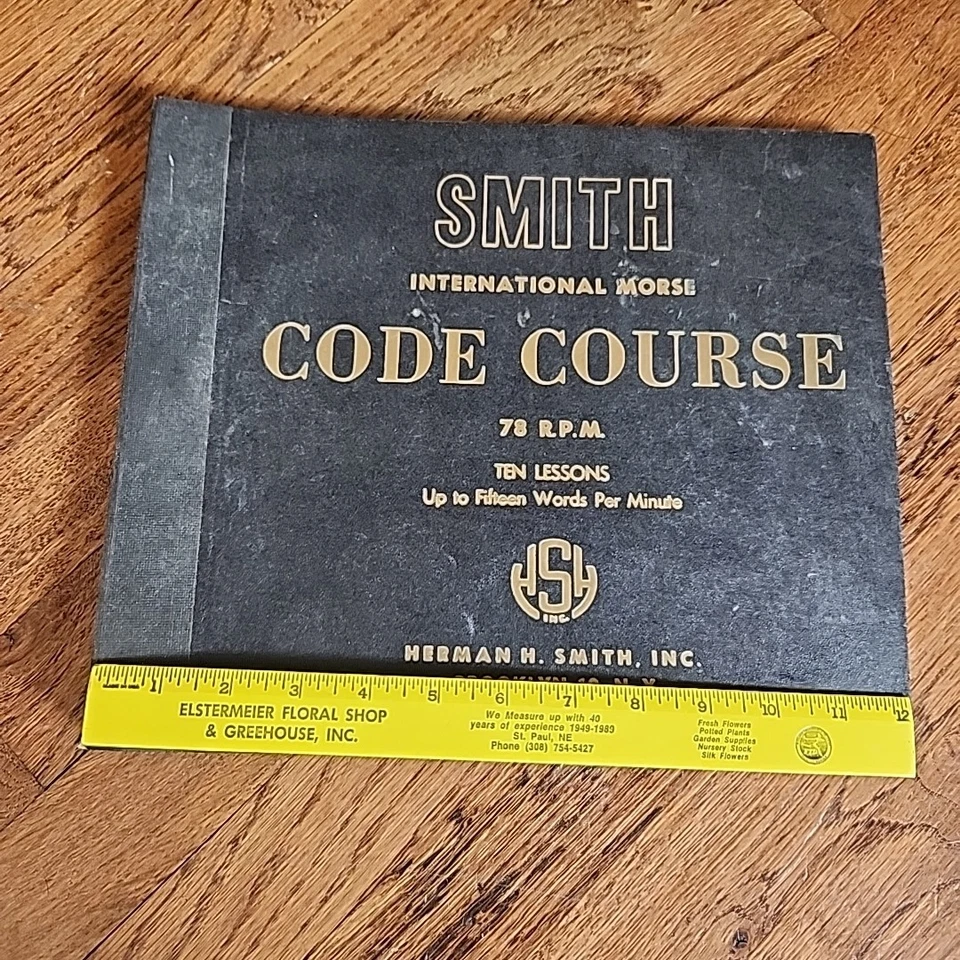 SMITH
INTERNATIONAL MORSE
CODE COURSE
78 R.P.M.
TEN LESSONS
Up to Fifteen Words Per Minute
HSH
INC.
HERMAN H. SMITH, INC.
BROOKLYN N. Y.
1 2 3 4 5 6 7 8 9 10 11 12
ELSTERMEIER FLORAL SHOP
& GREEHOUSE, INC.
We Measure up with 40
years of experience 1949-1989
St. Paul, NE
Phone (308) 754-5427
Fresh Flowers
Potted Plants
Garden Supplies
Nursery Stock
Silk Flowers